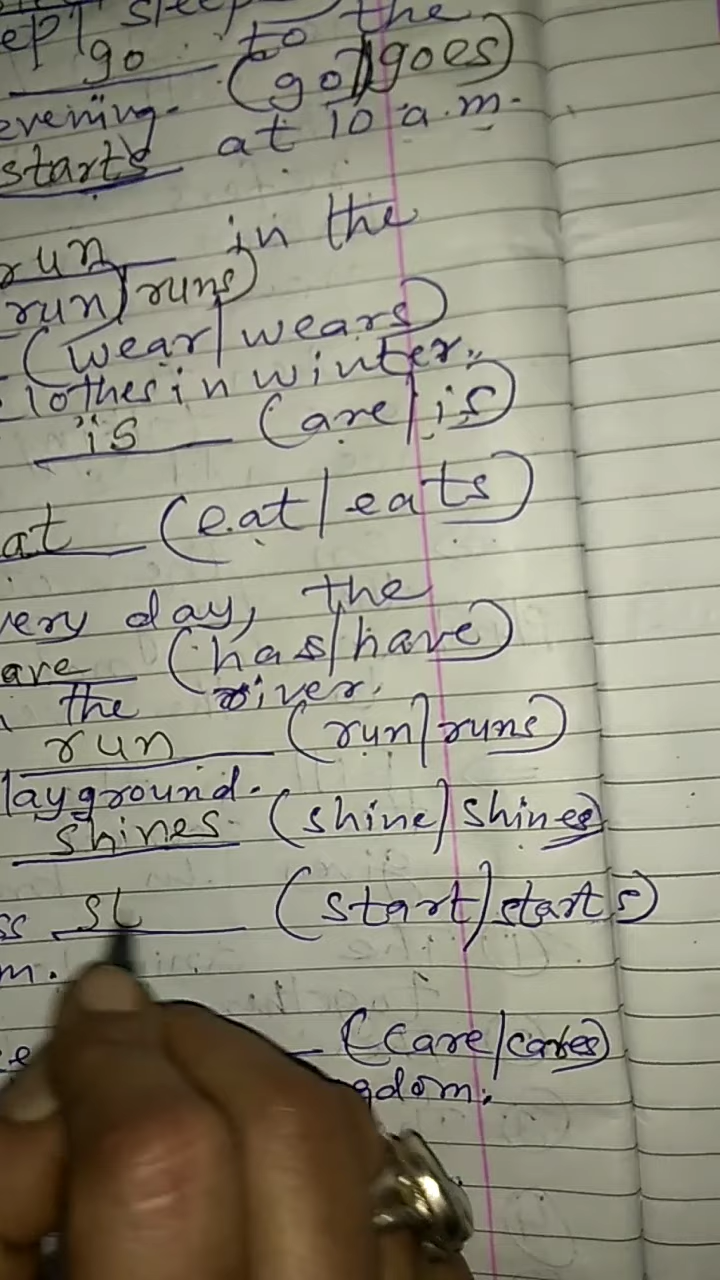 go to the
(go/goes)
evening.
starts at 10 a.m.
run in the
run/runs)
(wear/wears)
lothes in winter.
is (are/is)
at (eat/eats)
very day, the
ave (has/have)
the river.
run (run/runs)
layground.
shines (shine/shines)
ss st (start/starts)
m.
(care/cares)
gdom.